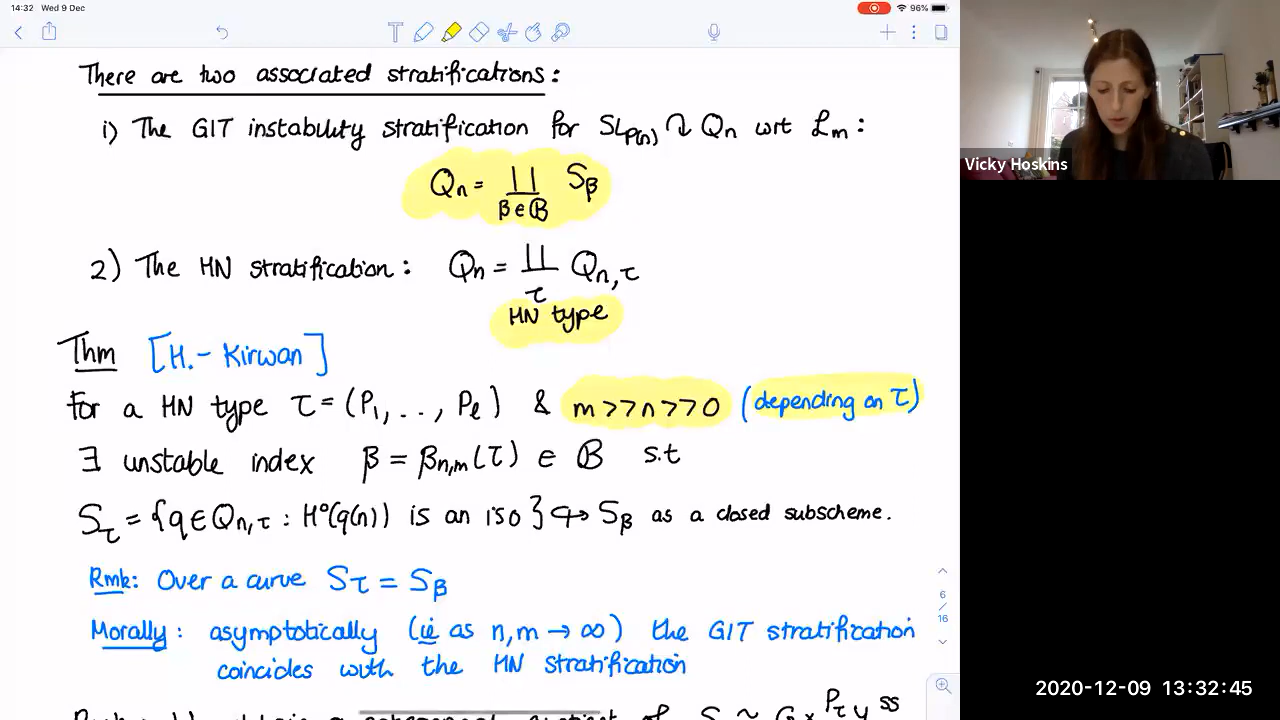 14:32 Wed 9 Dec
96%
There are two associated stratifications:
i) The GIT instability stratification for SL_{P(n)} ↷ Q_n wrt L_m:
Q_n = ∐_{β∈𝔹} S_β
2) The HN stratification: Q_n = ∐_τ Q_{n,τ}
HN type
Thm [H.-Kirwan]
For a HN type τ = (P_1, .., P_e) & m>>n>>0 (depending on τ)
∃ unstable index β = β_{n,m}(τ) ∈ 𝔹 s.t
S_τ = {q ∈ Q_{n,τ} : H°(q(n)) is an iso} ↪ S_β as a closed subscheme.
Rmk: Over a curve S_τ = S_β
Morally: asymptotically (ie as n,m → ∞) the GIT stratification
coincides with the HN stratification
6
/
16
Vicky Hoskins
2020-12-09 13:32:45